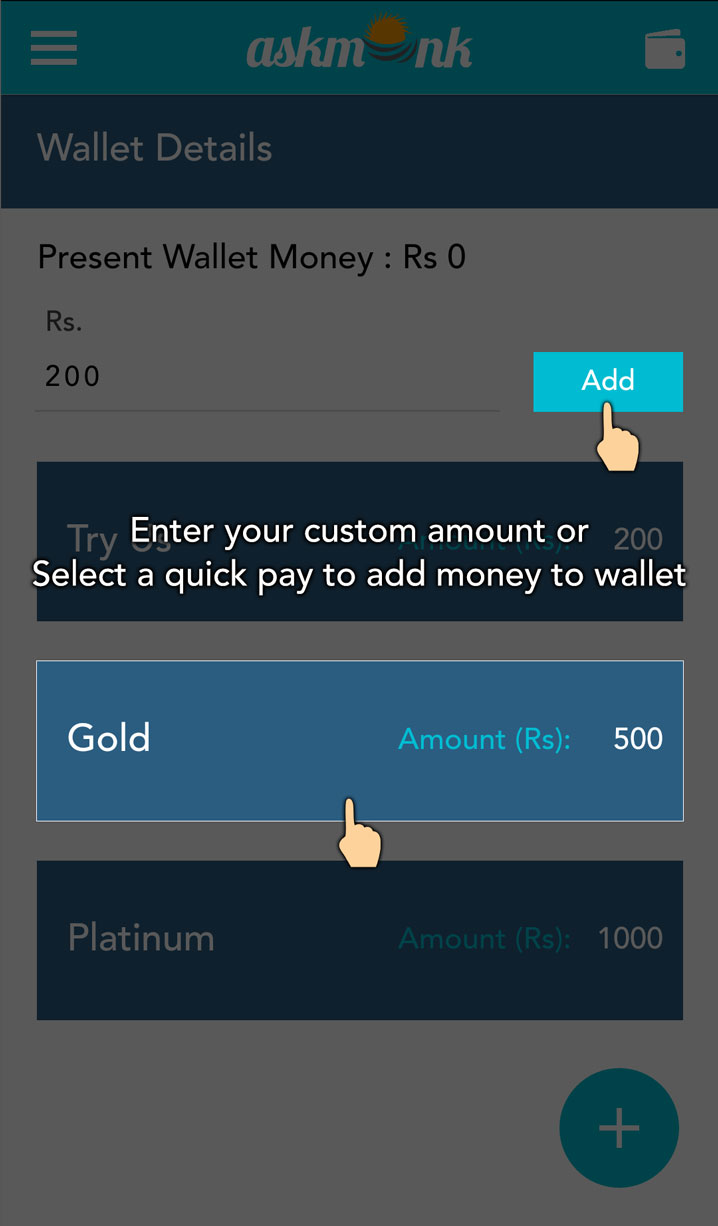 askmonk
Wallet Details
Present Wallet Money : Rs 0
Rs.
200
Add
Try Us Amount (Rs): 200
Enter your custom amount or
Select a quick pay to add money to wallet
Gold Amount (Rs): 500
Platinum Amount (Rs): 1000
+